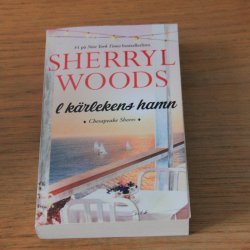 #1 på New York Times bestsellerlista
SHERRYL
WOODS
I kärlekens hamn
• Chesapeake Shores •